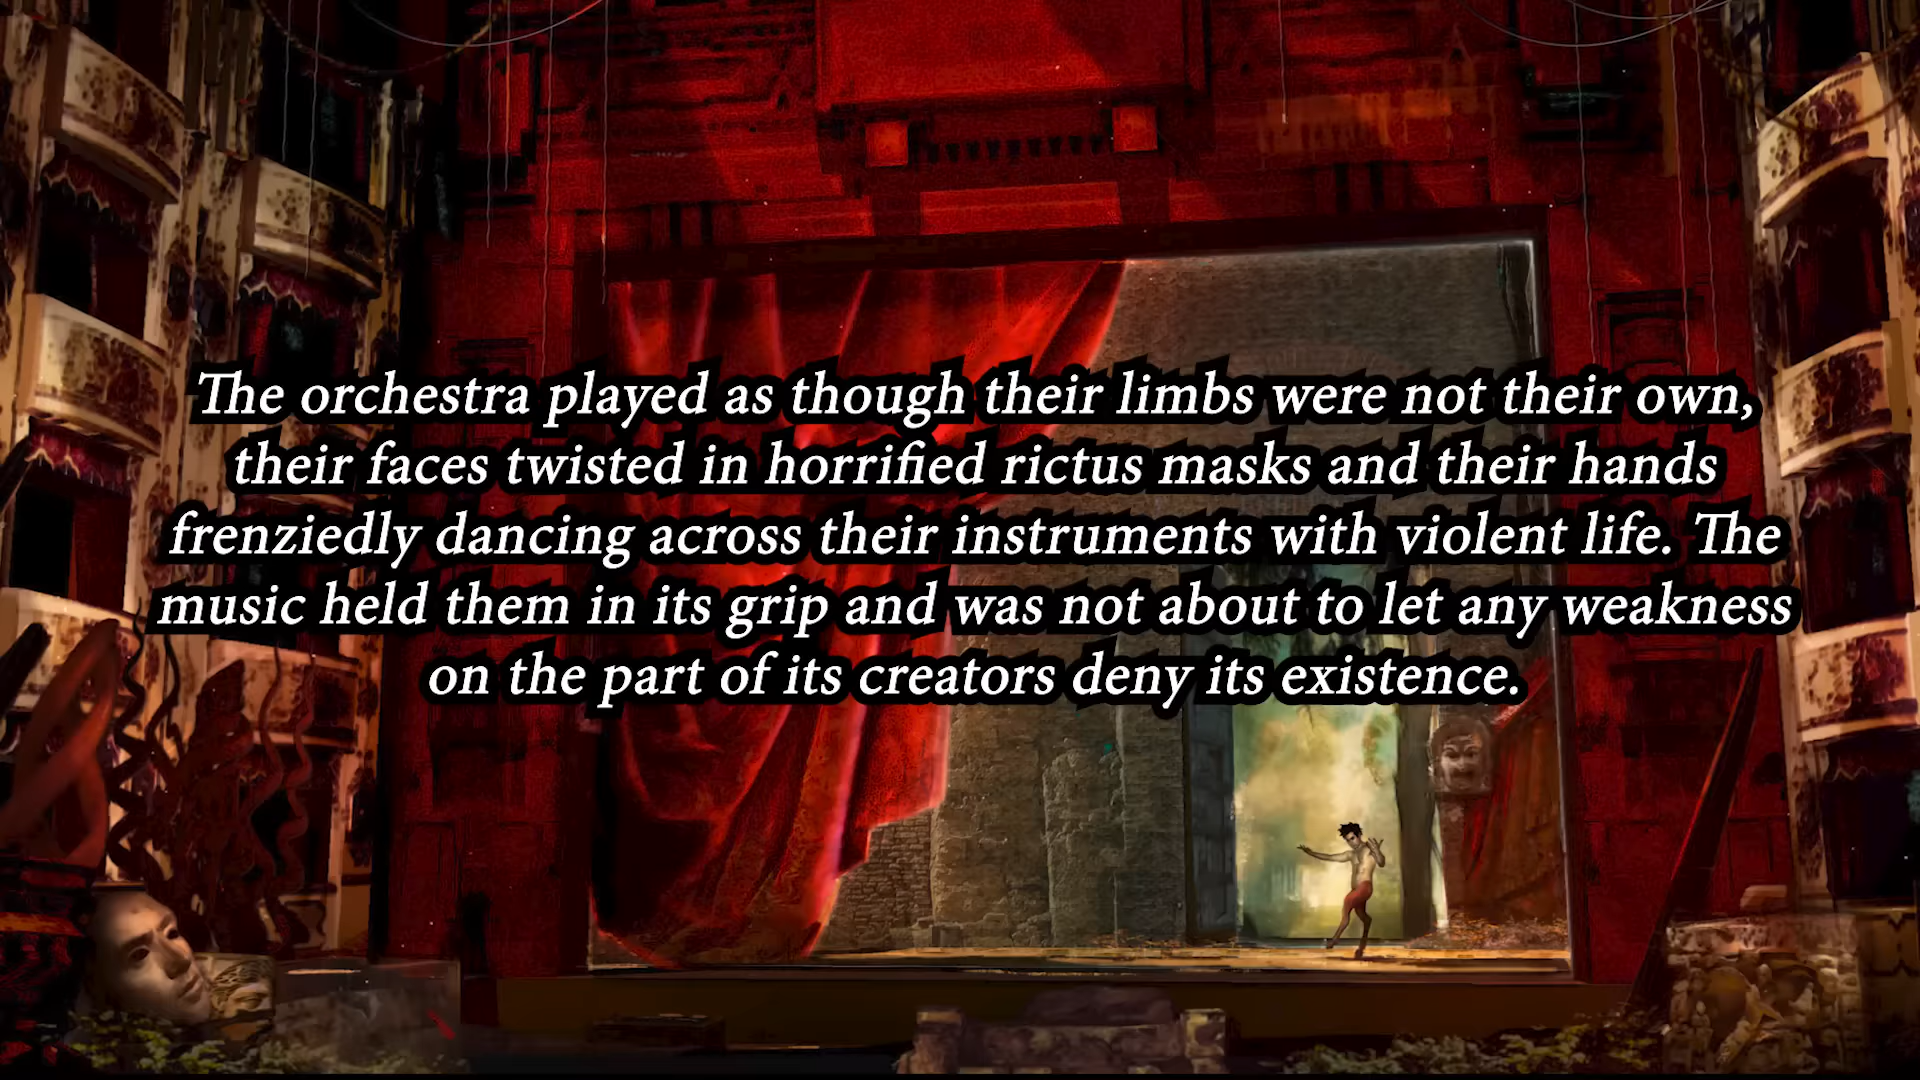 The orchestra played as though their limbs were not their own,
their faces twisted in horrified rictus masks and their hands
frenziedly dancing across their instruments with violent life. The
music held them in its grip and was not about to let any weakness
on the part of its creators deny its existence.